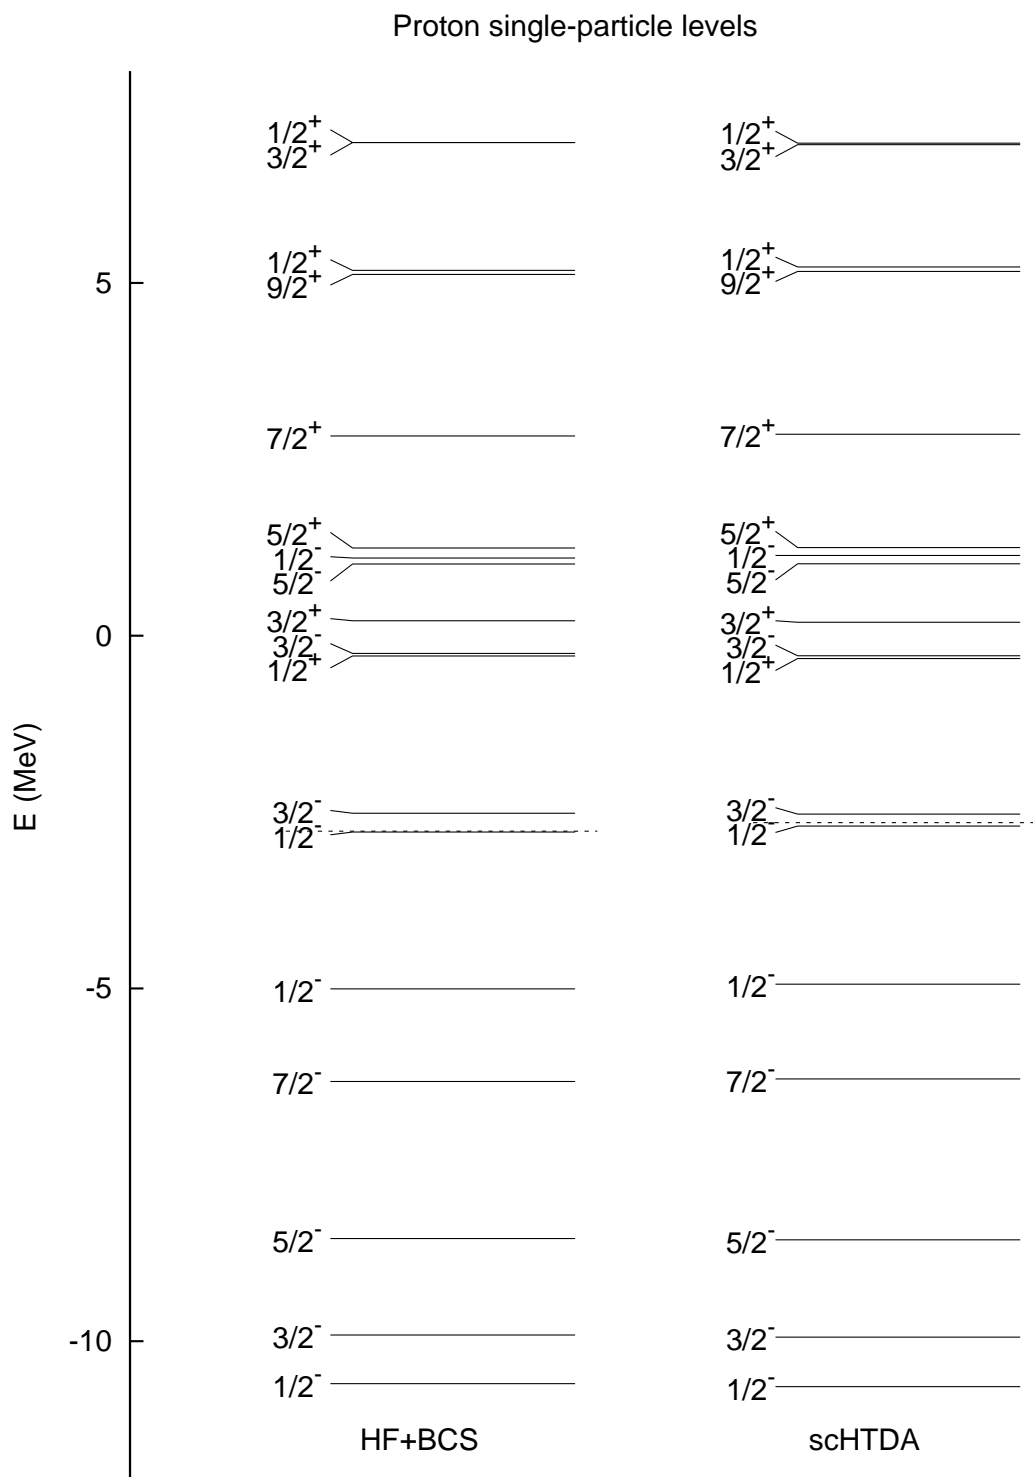 Proton single-particle levels
1/2+ 1/2+
3/2+ 3/2+
1/2+ 1/2+
5 9/2+ 9/2+
7/2+ 7/2+
5/2+ 5/2+
1/2- 1/2-
5/2- 5/2-
3/2+ 3/2+
0 3/2- 3/2-
1/2+ 1/2+
E (MeV)
3/2- 3/2-
1/2- 1/2-
-5 1/2- 1/2-
7/2- 7/2-
5/2- 5/2-
-10 3/2- 3/2-
1/2- 1/2-
HF+BCS scHTDA